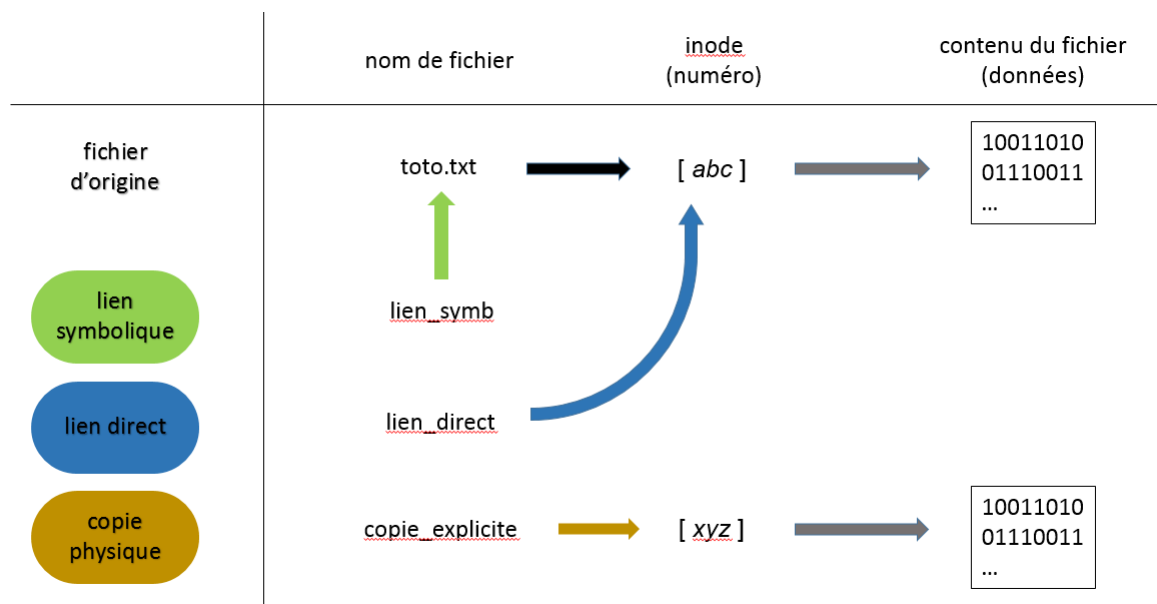 nom de fichier
inode
(numéro)
contenu du fichier
(données)
fichier
d'origine
toto.txt
[ abc ]
10011010
01110011
...
lien
symbolique
lien_symb
lien direct
lien_direct
copie
physique
copie_explicite
[ xyz ]
10011010
01110011
...